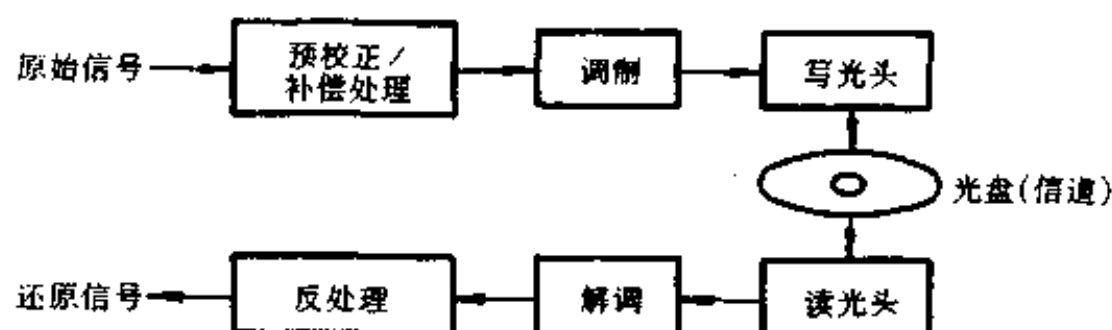 原始信号
预校正/
补偿处理
调制
写光头
光盘(信道)
还原信号
反处理
解调
读光头